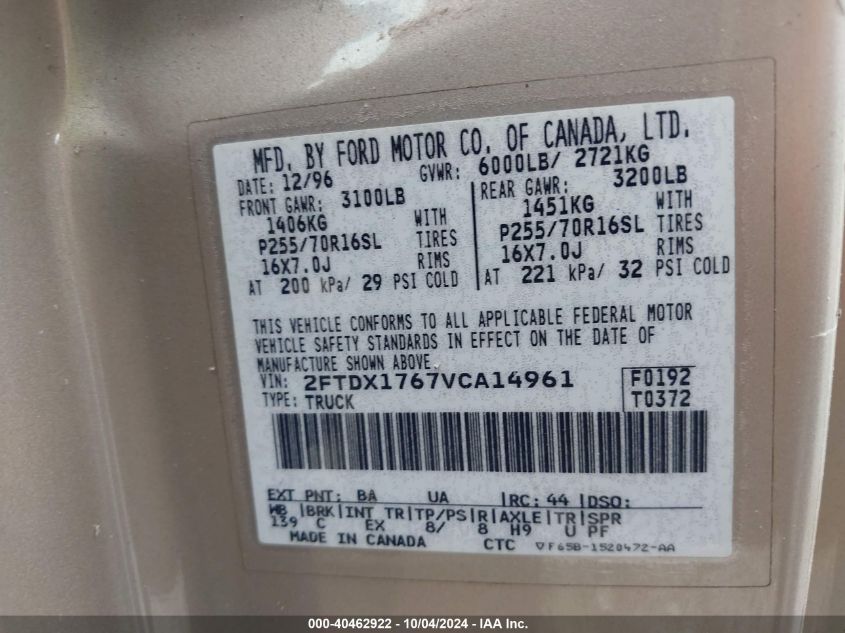 MFD. BY FORD MOTOR CO. OF CANADA, LTD.
DATE: 12/96 GVWR: 6000LB/ 2721KG
FRONT GAWR: 3100LB
1406KG WITH
P255/70R16SL TIRES
16X7.0J RIMS
AT 200 kPa/ 29 PSI COLD
REAR GAWR: 3200LB
1451KG WITH
P255/70R16SL TIRES
16X7.0J RIMS
AT 221 kPa/ 32 PSI COLD
THIS VEHICLE CONFORMS TO ALL APPLICABLE FEDERAL MOTOR
VEHICLE SAFETY STANDARDS IN EFFECT ON THE DATE OF
MANUFACTURE SHOWN ABOVE.
VIN: 2FTDX1767VCA14961 F0192
TYPE: TRUCK T0372
EXT PNT: BA UA RC: 44 DSO:
WB BRK INT TR TP/PS R AXLE TR SPR
139 C EX 8/ 8 H9 U PF
MADE IN CANADA CTC F65B-1520472-AA
000-40462922 - 10/04/2024 - IAA Inc.